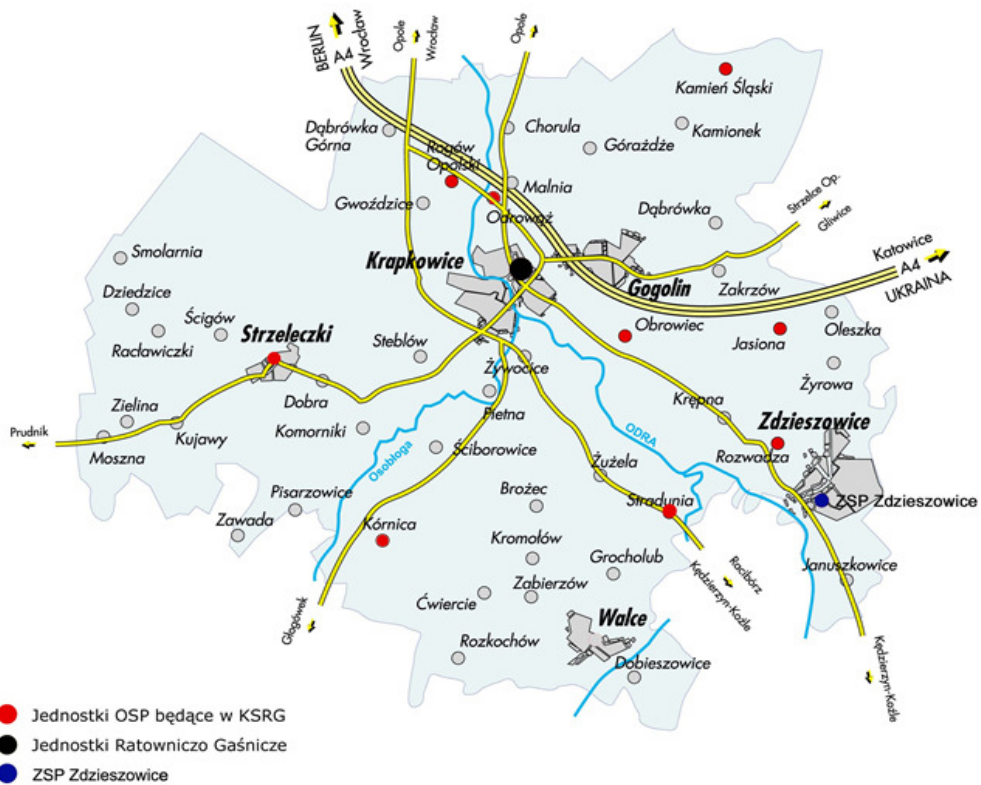 BERLIN
Wrocław
A4
Opole
Wrocław
Opole
Kamień Śląski
Kamionek
Dąbrówka
Górna
Chorula
Górażdże
Rogów
Opolski
Malnia
Gwoździce
Odrowąż
Dąbrówka
Strzelce Op.-
Gliwice
Smolarnia
Krapkowice
Gogolin
Zakrzów
Katowice
A4
UKRAINA
Dziedzice
Ścigów
Racławiczki
Strzeleczki
Steblów
Obrowiec
Jasiona
Oleszka
Żywocice
Żyrowa
Dobra
Pietna
Krępna
Zielina
Prudnik
Moszna
Kujawy
Komorniki
Osobłoga
Ściborowice
ODRA
Zdzieszowice
Rozwadza
Żużela
Brożec
Stradunia
ZSP Zdzieszowice
Pisarzowice
Zawada
Kórnica
Kromołów
Grocholub
Januszkowice
Racibórz
Kędzierzyn-Koźle
Zabierzów
Ćwiercie
Głogówek
Walce
Rozkochów
Dobieszowice
Kędzierzyn-Koźle
Jednostki OSP będące w KSRG
Jednostki Ratowniczo Gaśnicze
ZSP Zdzieszowice